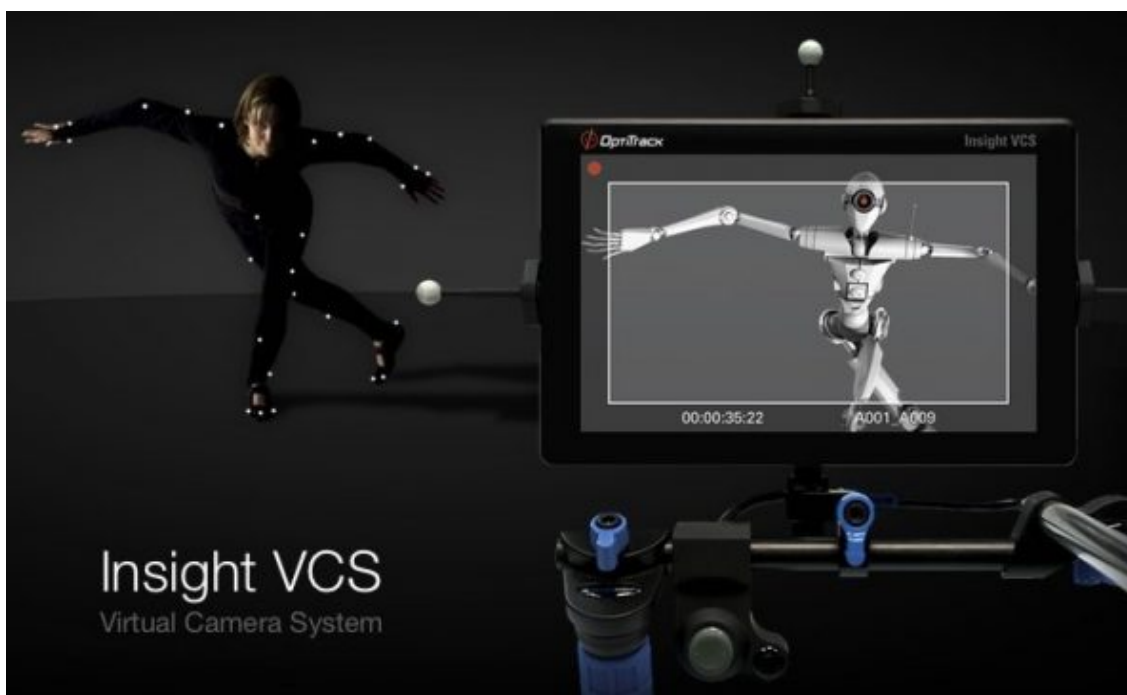 OptiTrack
Insight VCS
00:00:35:22
A001_A009
Insight VCS
Virtual Camera System